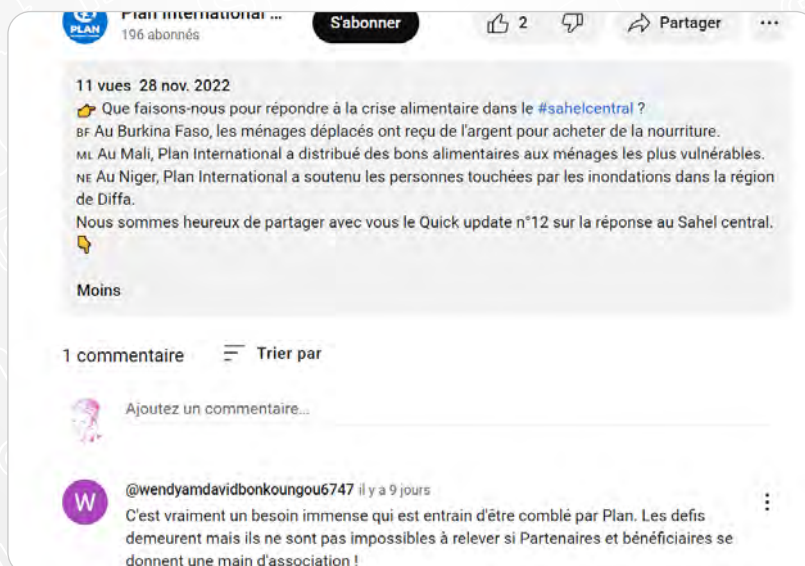 Plan International ...
PLAN
196 abonnés
S'abonner
2
Partager
11 vues 28 nov. 2022
👉 Que faisons-nous pour répondre à la crise alimentaire dans le #sahelcentral ?
BF Au Burkina Faso, les ménages déplacés ont reçu de l'argent pour acheter de la nourriture.
ML Au Mali, Plan International a distribué des bons alimentaires aux ménages les plus vulnérables.
NE Au Niger, Plan International a soutenu les personnes touchées par les inondations dans la région
de Diffa.
Nous sommes heureux de partager avec vous le Quick update n°12 sur la réponse au Sahel central.
👇
Moins
1 commentaire
Trier par
Ajoutez un commentaire...
W
@wendyamdavidbonkoungou6747 il y a 9 jours
C'est vraiment un besoin immense qui est entrain d'être comblé par Plan. Les defis
demeurent mais ils ne sont pas impossibles à relever si Partenaires et bénéficiaires se
donnent une main d'association !